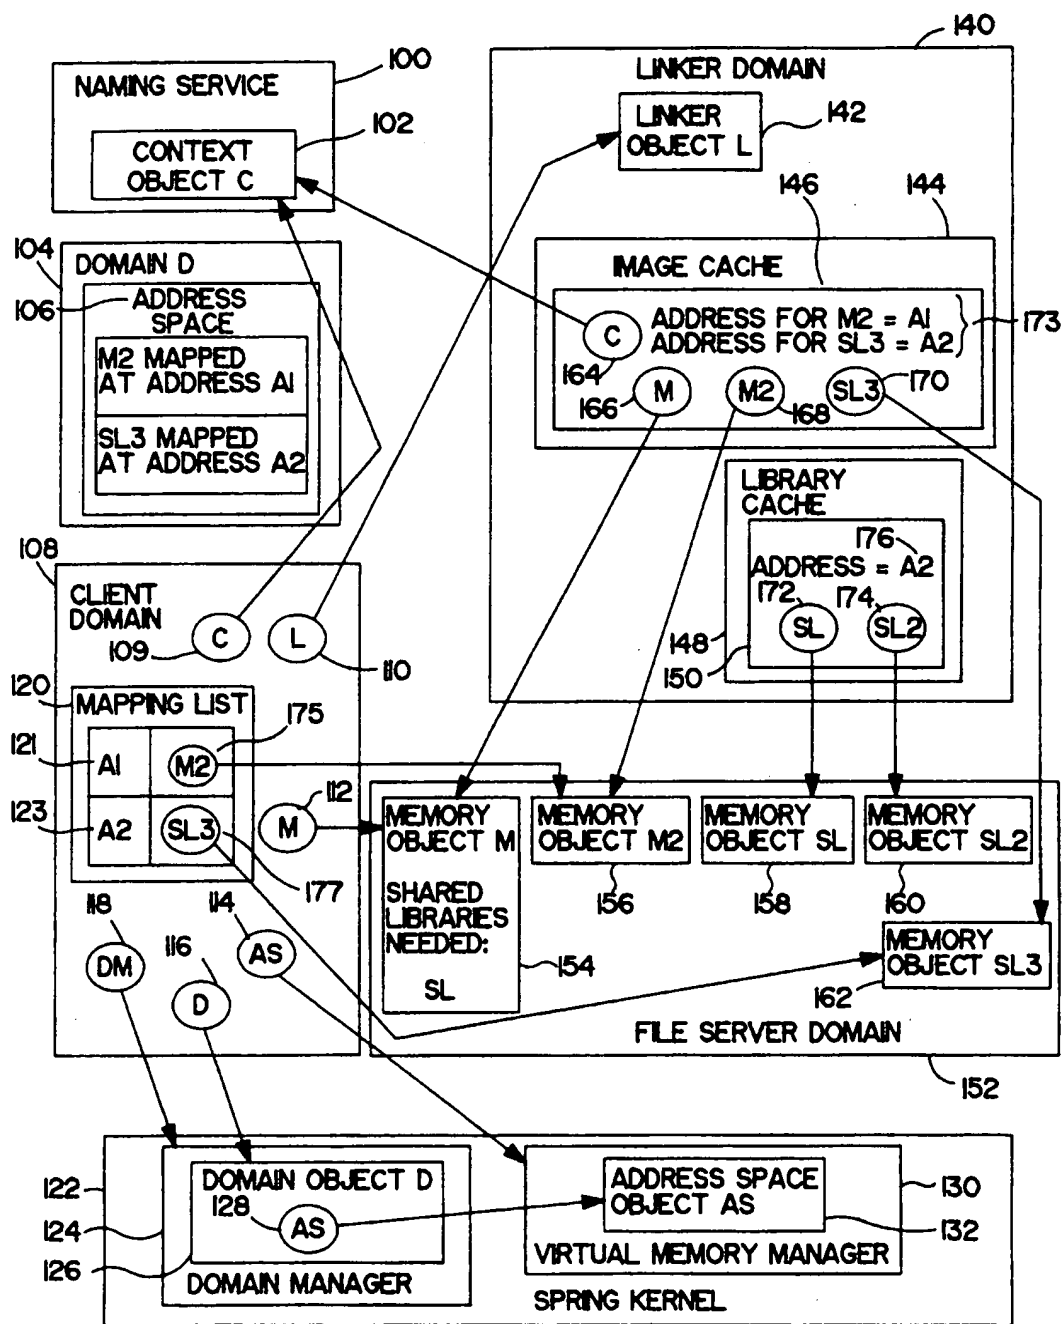 140
100
NAMING SERVICE
LINKER DOMAIN
102
CONTEXT
OBJECT C
LINKER
OBJECT L
142
146
144
104
DOMAIN D
IMAGE CACHE
106
ADDRESS
SPACE
C
ADDRESS FOR M2 = A1
ADDRESS FOR SL3 = A2
173
M2 MAPPED
AT ADDRESS A1
164
166
M
M2
168
SL3
170
SL3 MAPPED
AT ADDRESS A2
LIBRARY
CACHE
108
176
ADDRESS = A2
CLIENT
DOMAIN
172
174
109
C
L
110
SL
SL2
148
150
120
MAPPING LIST
175
121
A1
M2
123
A2
SL3
M
112
177
MEMORY
OBJECT M
MEMORY
OBJECT M2
MEMORY
OBJECT SL
MEMORY
OBJECT SL2
SHARED
LIBRARIES
NEEDED:
SL
156
158
160
118
114
116
DM
AS
D
154
MEMORY
OBJECT SL3
162
FILE SERVER DOMAIN
152
122
124
126
DOMAIN OBJECT D
128
AS
DOMAIN MANAGER
ADDRESS SPACE
OBJECT AS
130
132
VIRTUAL MEMORY MANAGER
SPRING KERNEL